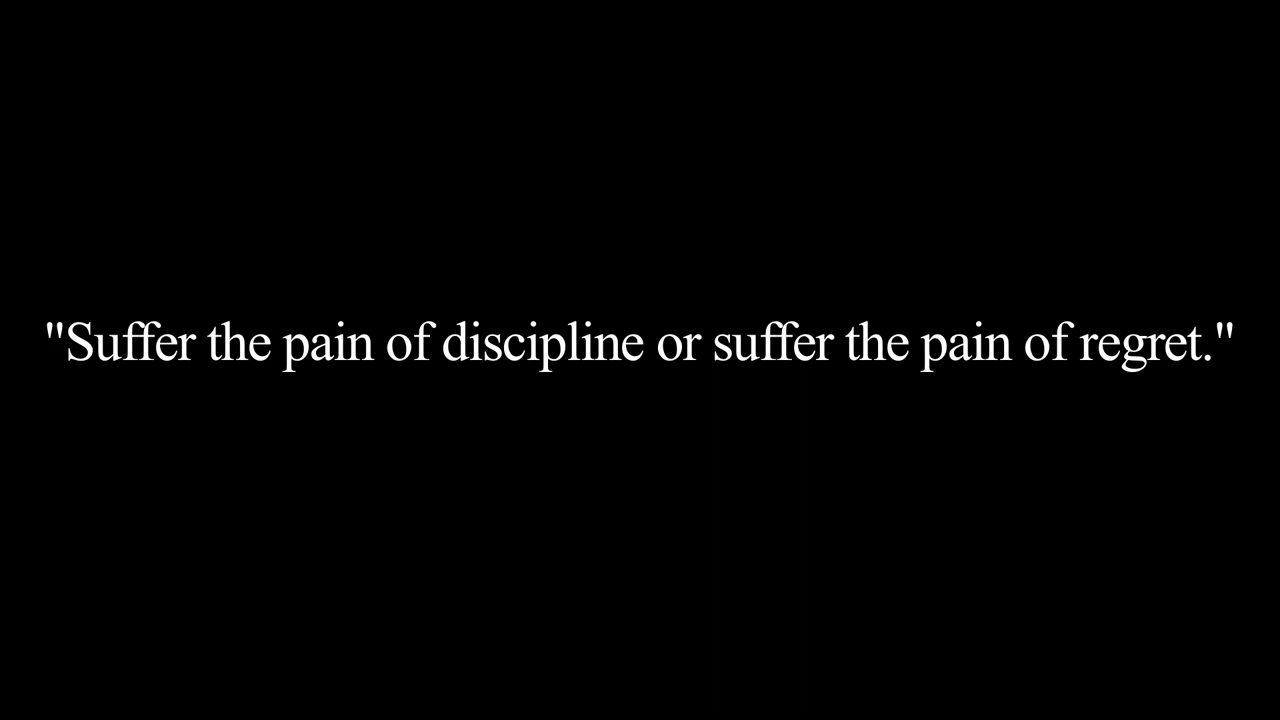 "Suffer the pain of discipline or suffer the pain of regret."